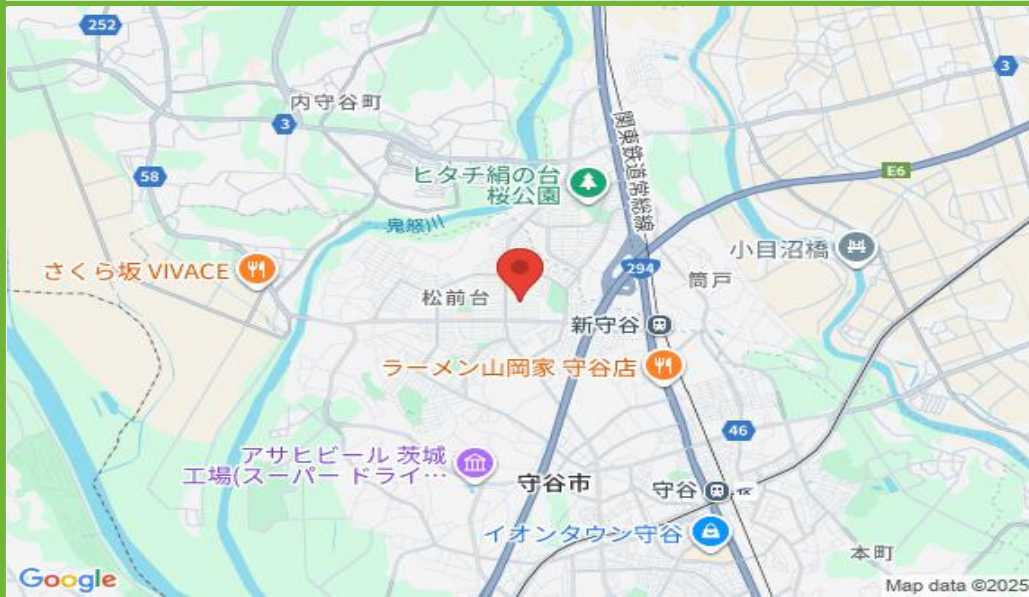 252
3
内守谷町
3
関東鉄道常総線
E6
58
ヒタチ絹の台
桜公園
鬼怒川
小目沼橋
さくら坂 VIVACE
294
筒戸
松前台
新守谷
ラーメン山岡家 守谷店
46
アサヒビール 茨城
工場(スーパー ドライ…
守谷市
守谷
イオンタウン守谷
本町
Google
Map data ©2025